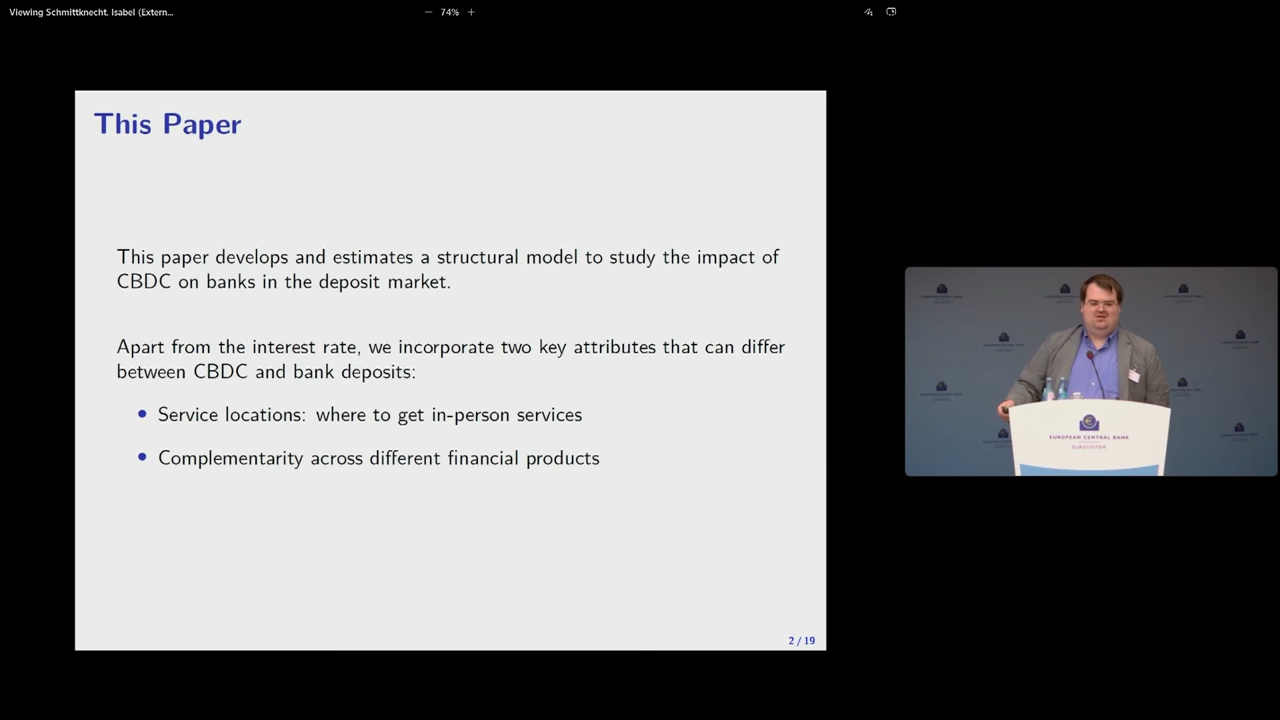 Viewing Schmittknecht, Isabel (Extern...
— 74% +
This Paper
This paper develops and estimates a structural model to study the impact of
CBDC on banks in the deposit market.
Apart from the interest rate, we incorporate two key attributes that can differ
between CBDC and bank deposits:
• Service locations: where to get in-person services
• Complementarity across different financial products
2 / 19
EUROPEAN CENTRAL BANK
EUROSYSTEM